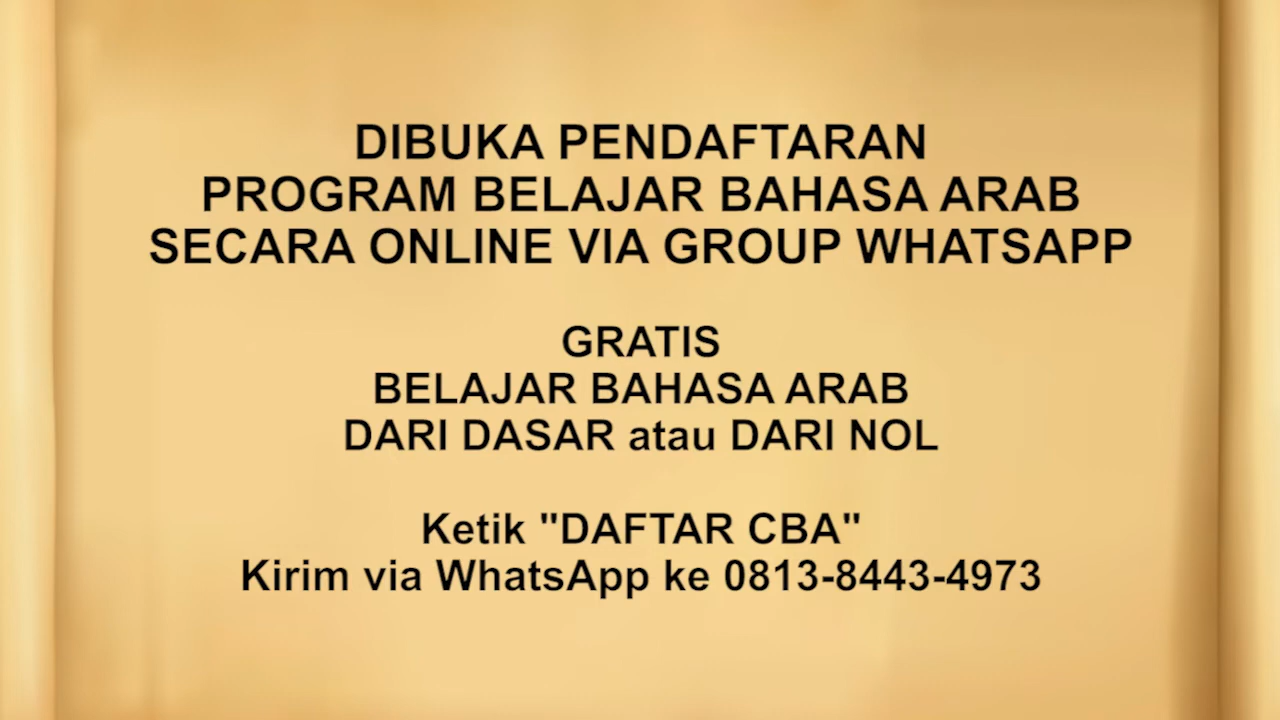 DIBUKA PENDAFTARAN
PROGRAM BELAJAR BAHASA ARAB
SECARA ONLINE VIA GROUP WHATSAPP
GRATIS
BELAJAR BAHASA ARAB
DARI DASAR atau DARI NOL
Ketik "DAFTAR CBA"
Kirim via WhatsApp ke 0813-8443-4973